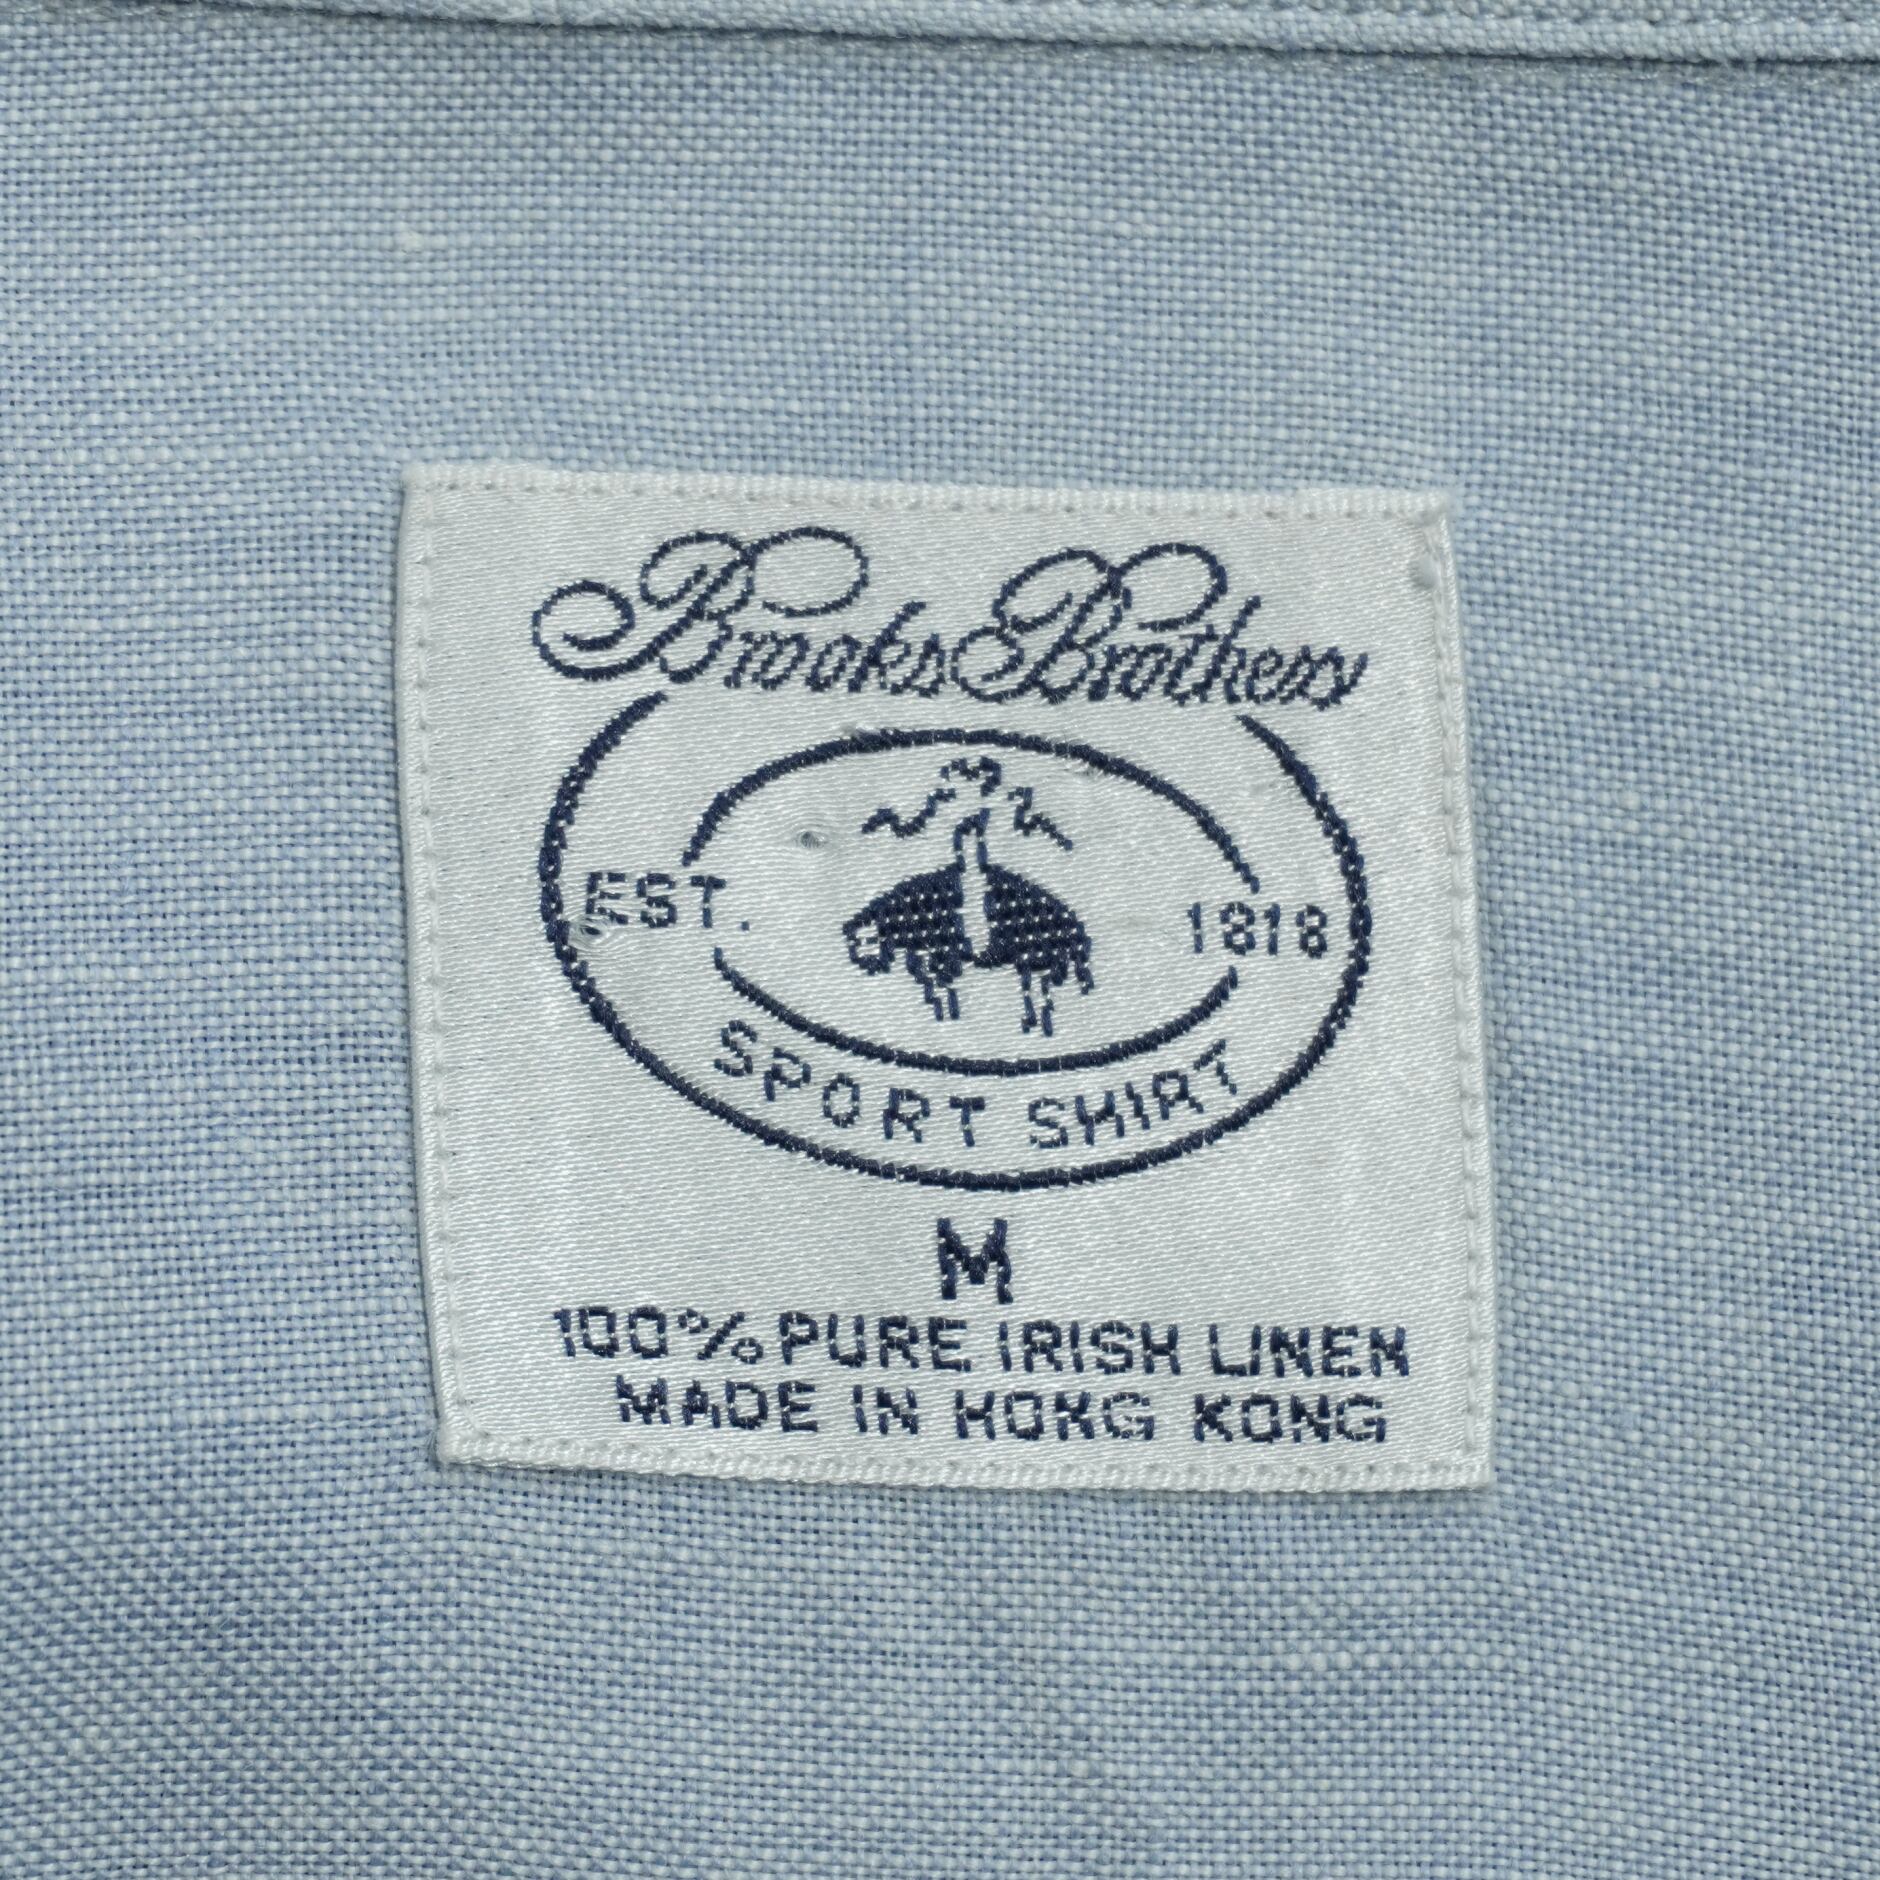 Brooks Brothers
EST. 1818
SPORT SHIRT
M
100% PURE IRISH LINEN
MADE IN HONG KONG